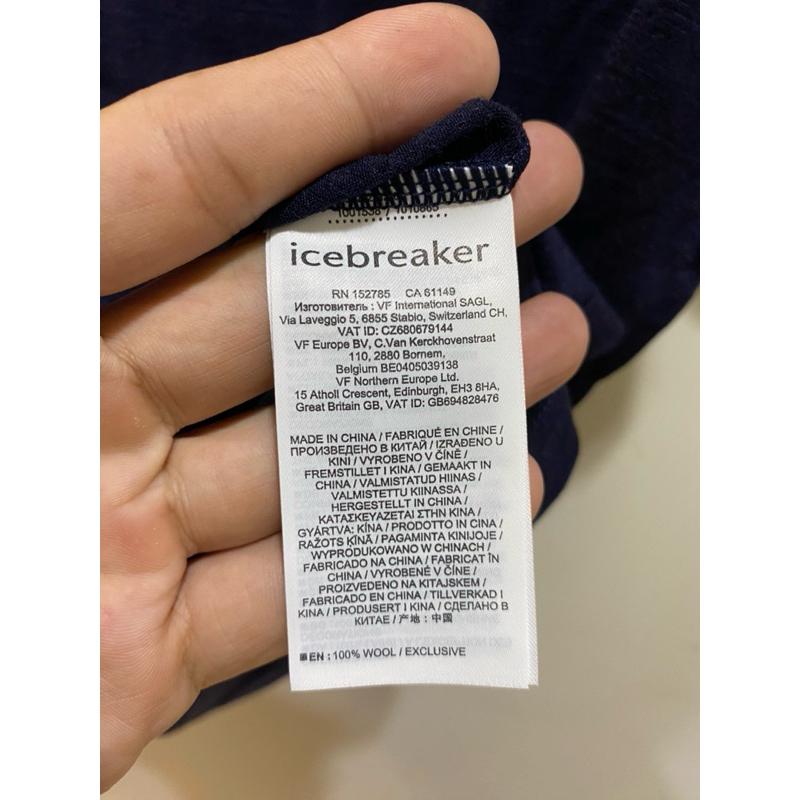 1001538 / 1010865
icebreaker
RN 152785 CA 61149
Изготовитель : VF International SAGL,
Via Laveggio 5, 6855 Stabio, Switzerland CH,
VAT ID: CZ680679144
VF Europe BV, C.Van Kerckhovenstraat
110, 2880 Bornem,
Belgium BE0405039138
VF Northern Europe Ltd.
15 Atholl Crescent, Edinburgh, EH3 8HA,
Great Britain GB, VAT ID: GB694828476
MADE IN CHINA / FABRIQUÉ EN CHINE /
ПРОИЗВЕДЕНО В КИТАЙ / IZRAĐENO U
KINI / VYROBENO V ČÍNĚ /
FREMSTILLET I KINA / GEMAAKT IN
CHINA / VALMISTATUD HIINAS /
VALMISTETTU KIINASSA /
HERGESTELLT IN CHINA /
ΚΑΤΑΣΚΕΥΑΖΕΤΑΙ ΣΤΗΝ ΚΙΝΑ /
GYÁRTVA: KÍNA / PRODOTTO IN CINA /
RAŽOTS ĶĪNĀ / PAGAMINTA KINIJOJE /
WYPRODUKOWANO W CHINACH /
FABRICADO NA CHINA / FABRICAT ÎN
CHINA / VYROBENÉ V ČÍNE /
PROIZVEDENO NA KITAJSKEM /
FABRICADO EN CHINA / TILLVERKAD I
KINA / PRODUSERT I KINA / СДЕЛАНО В
КИТАЕ / 产地 : 中国
EN : 100% WOOL / EXCLUSIVE